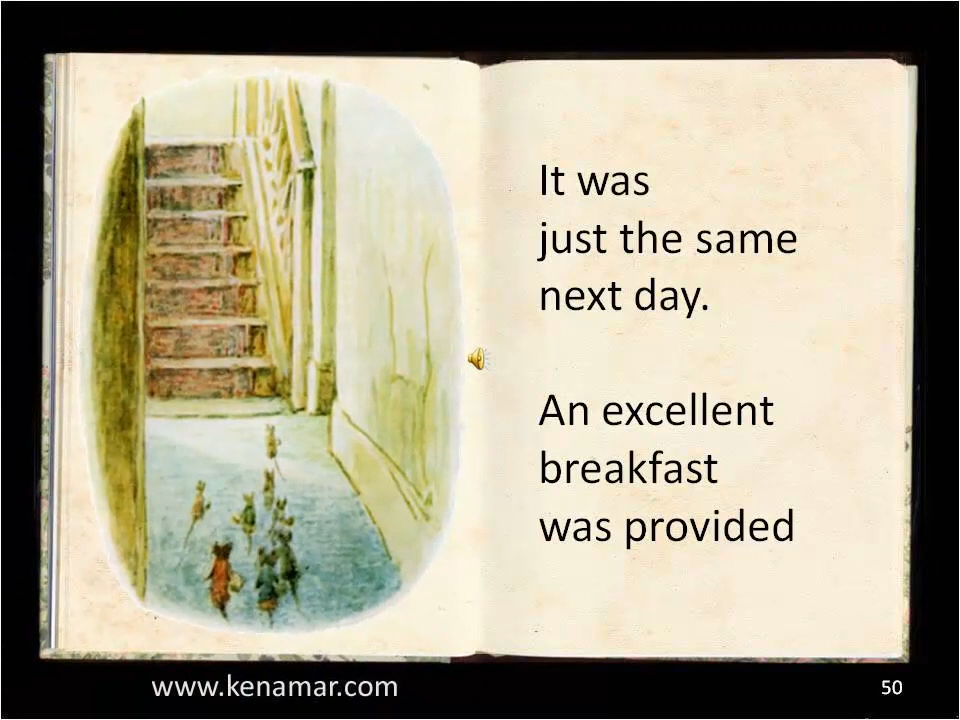 It was
just the same
next day.
An excellent
breakfast
was provided
www.kenamar.com
50